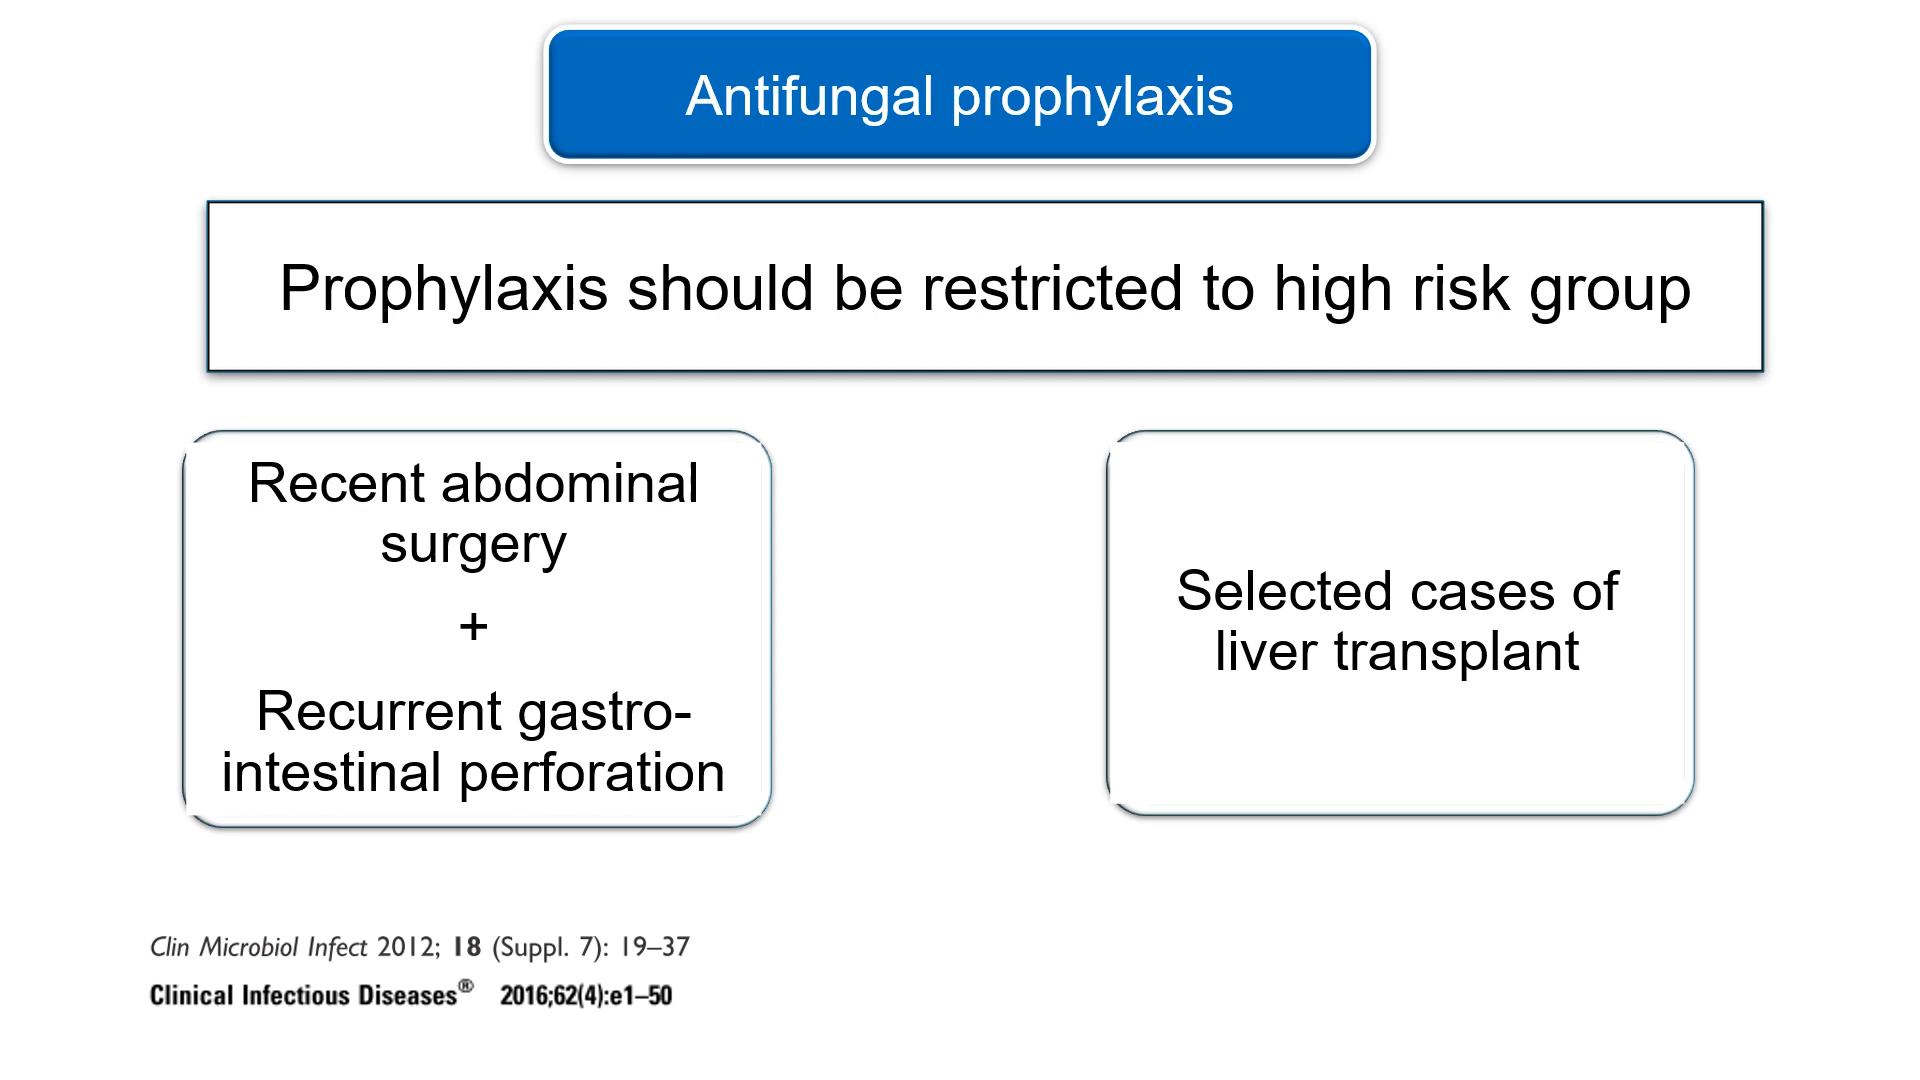 Antifungal prophylaxis
Prophylaxis should be restricted to high risk group
Recent abdominal
surgery
+
Recurrent gastro-
intestinal perforation
Selected cases of
liver transplant
Clin Microbiol Infect 2012; 18 (Suppl. 7): 19–37
Clinical Infectious Diseases® 2016;62(4):e1–50